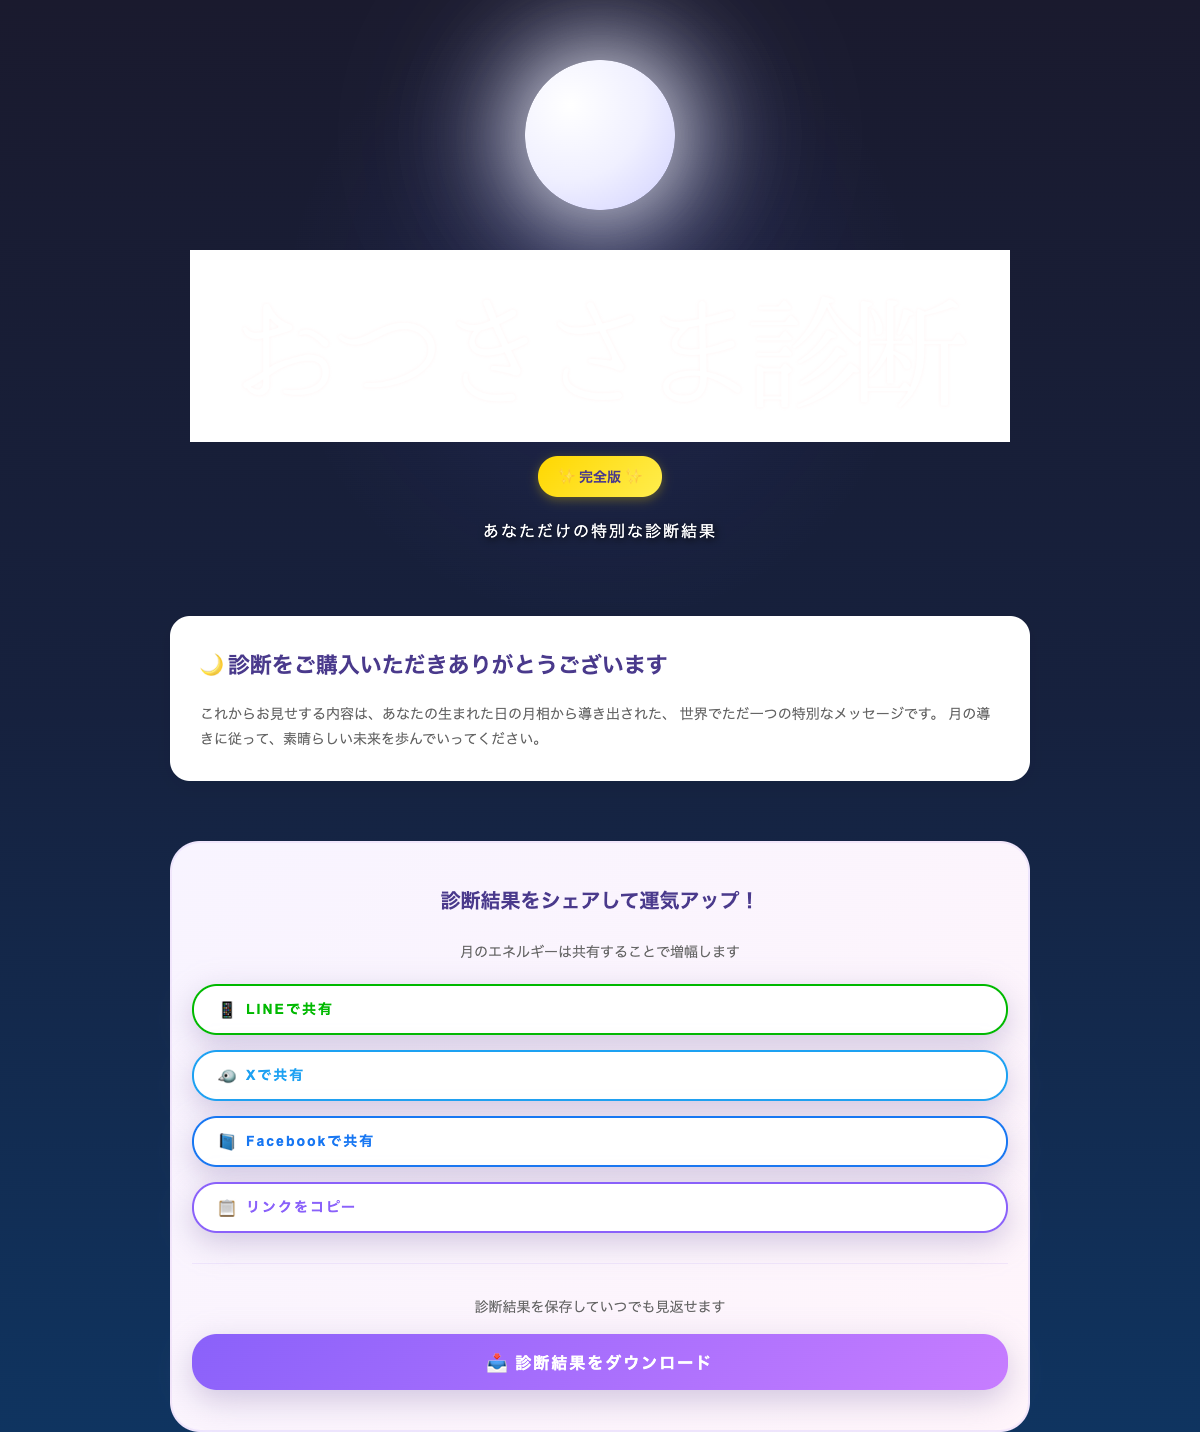 おつきさま診断
✨ 完全版 ✨
あなただけの特別な診断結果
🌙 診断をご購入いただきありがとうございます
これからお見せする内容は、あなたの生まれた日の月相から導き出された、 世界でただ一つの特別なメッセージです。 月の導
きに従って、素晴らしい未来を歩んでいってください。
診断結果をシェアして運気アップ！
月のエネルギーは共有することで増幅します
📱 LINEで共有
🐦 Xで共有
📘 Facebookで共有
📋 リンクをコピー
診断結果を保存していつでも見返せます
📥 診断結果をダウンロード